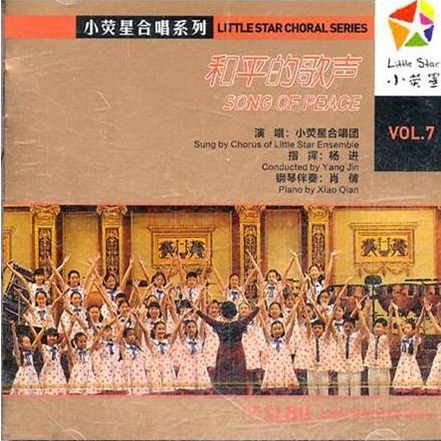 小荧星合唱系列 LITTLE STAR CHORAL SERIES
Little Star
小荧星
和平的歌声
SONG OF PEACE
VOL.7
演 唱：小荧星合唱团
Sung by Chorus of Little Star Ensemble
指 挥：杨 进
Conducted by Yang Jin
钢琴伴奏：肖 倩
Piano by Xiao Qian